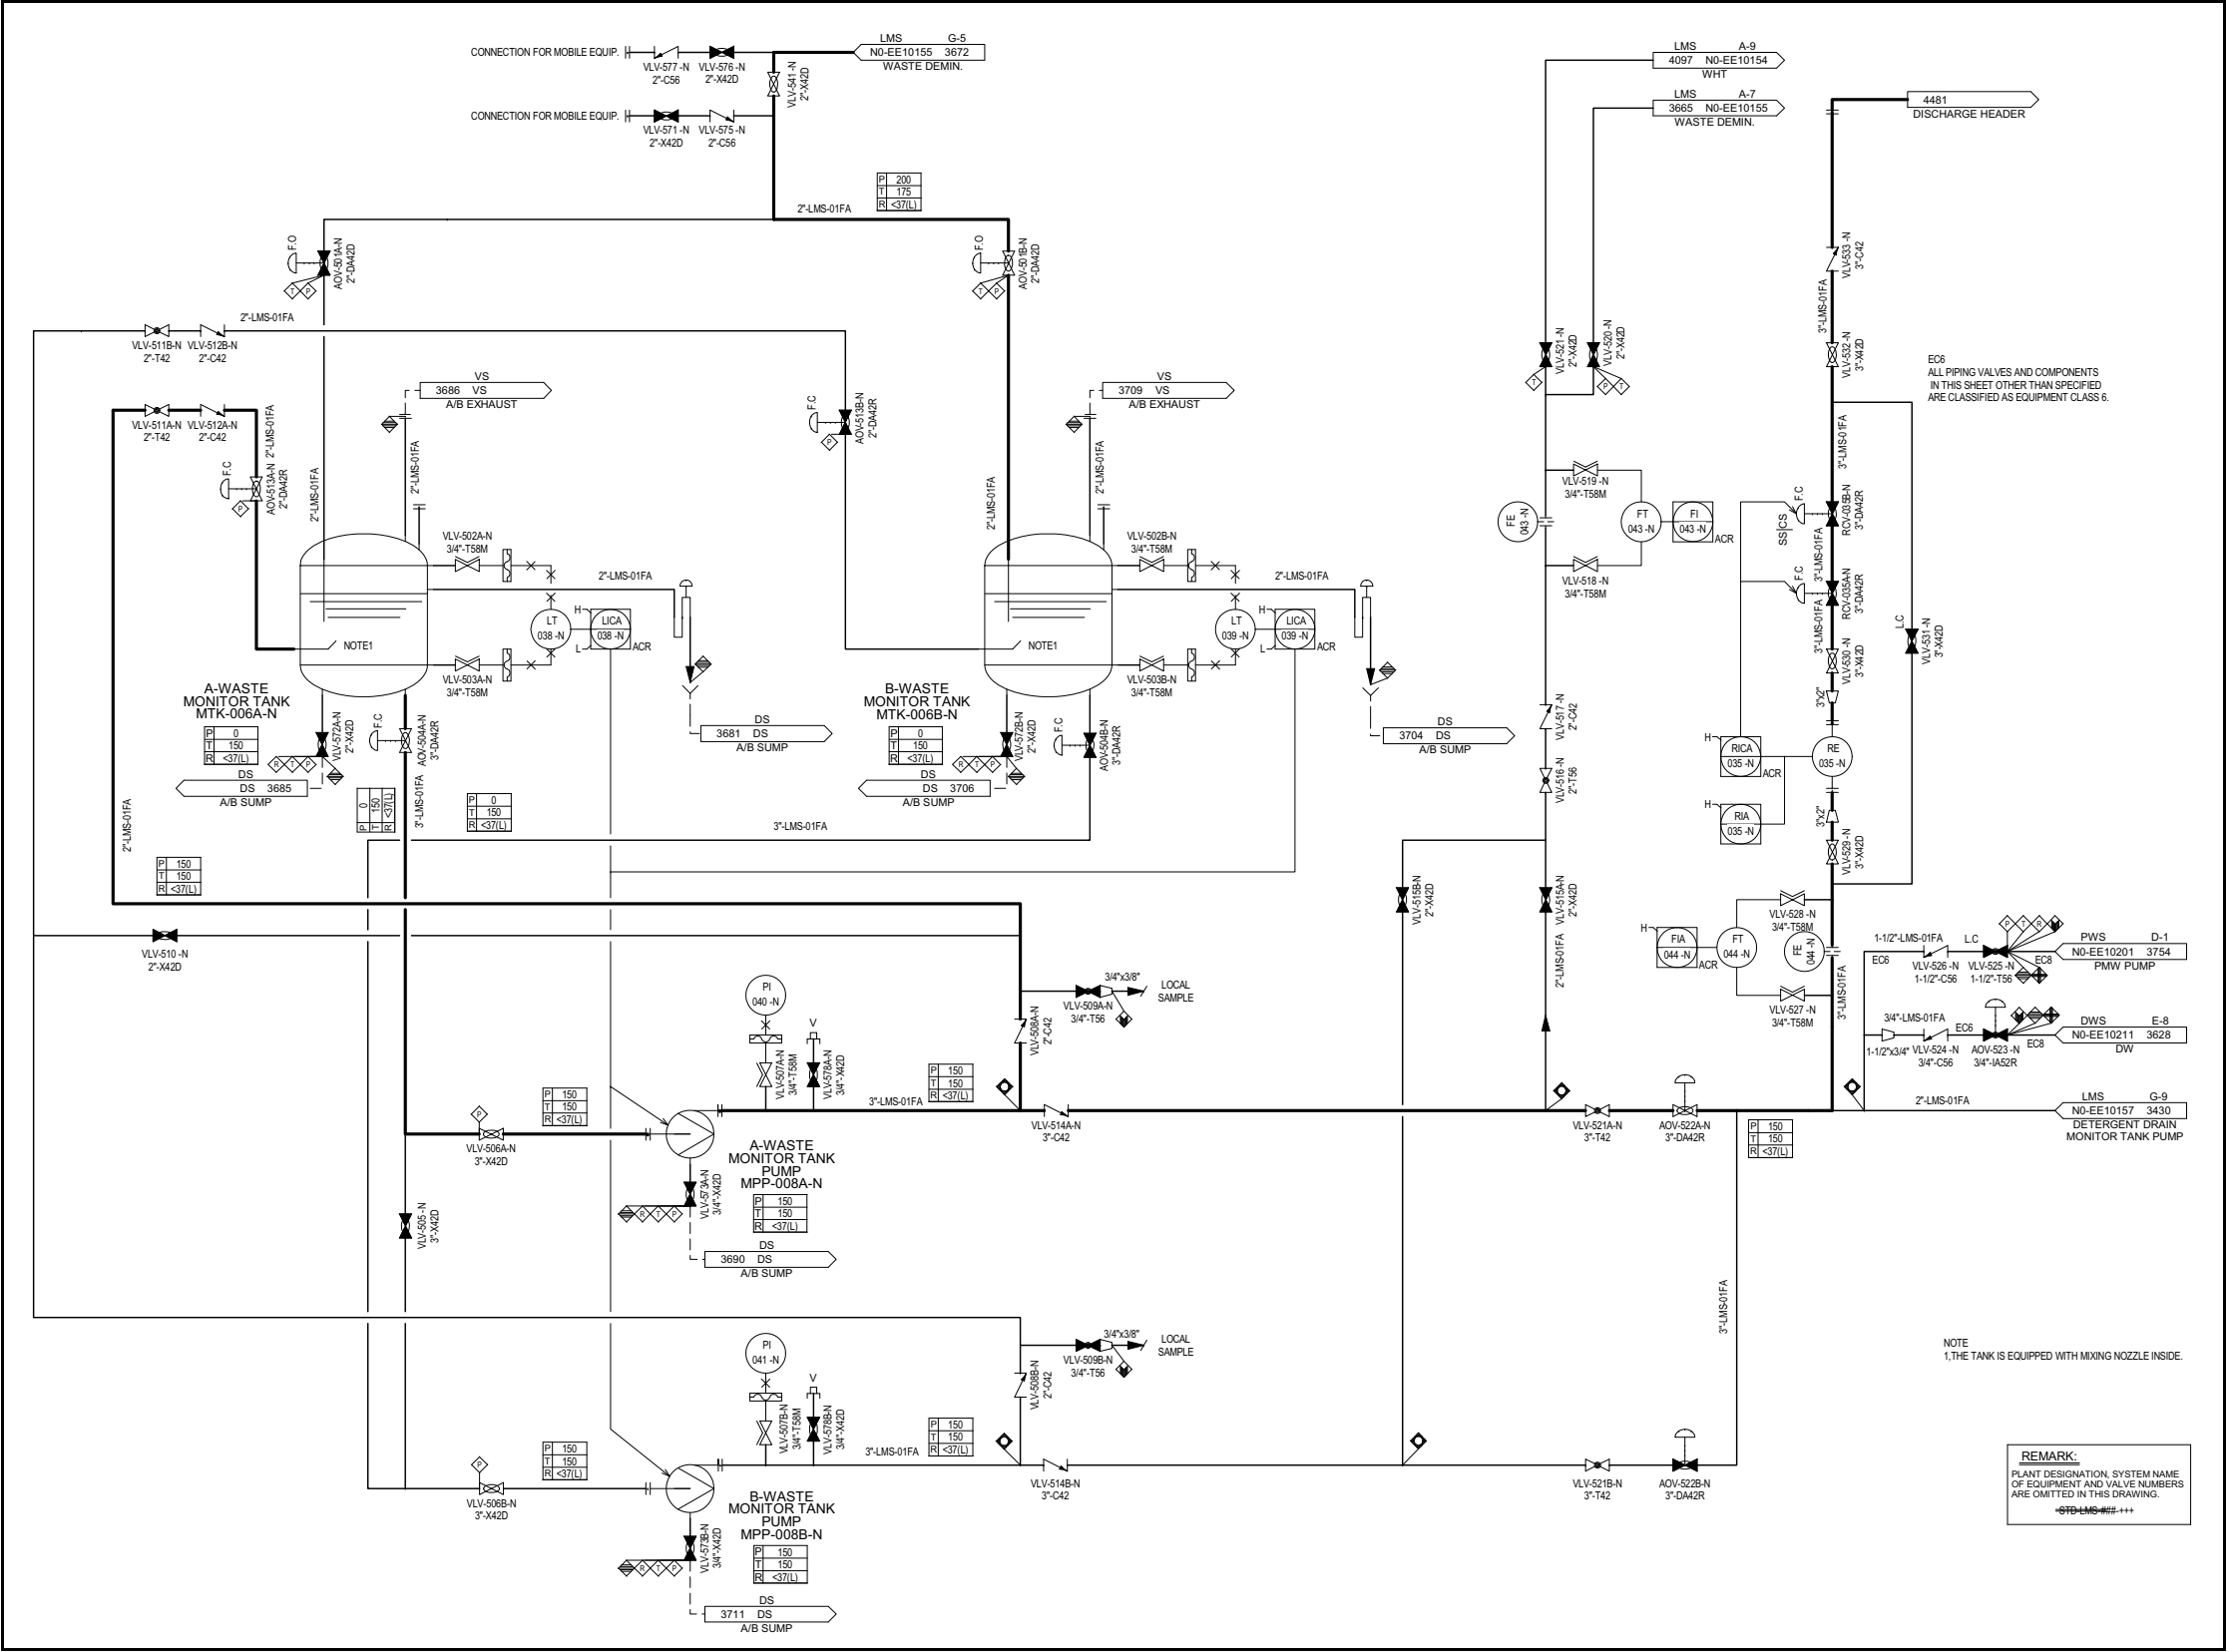 CONNECTION FOR MOBILE EQUIP.
VLV-577 -N
2"-C56
VLV-576 -N
2"-X42D
VLV-541 -N
2"-X42D
LMS G-5
N0-EE10155 3672
WASTE DEMIN.
CONNECTION FOR MOBILE EQUIP.
VLV-571 -N
2"-X42D
VLV-575 -N
2"-C56
P 200
T 175
R <37(L)
2"-LMS-01FA
LMS A-9
4097 N0-EE10154
WHT
LMS A-7
3665 N0-EE10155
WASTE DEMIN.
4481
DISCHARGE HEADER
F.O
AOV-501A-N
2"-DA42D
T P
F.O
AOV-501B-N
2"-DA42D
T P
VLV-533 -N
3"-C42
3"-LMS-01FA
VLV-532 -N
3"-X42D
2"-LMS-01FA
VLV-511B-N
2"-T42
VLV-512B-N
2"-C42
VLV-511A-N
2"-T42
VLV-512A-N
2"-C42
2"-LMS-01FA
F.C
AOV-513A-N
2"-DA42R
P
2"-LMS-01FA
VS
3686 VS
A/B EXHAUST
2"-LMS-01FA
F.C
AOV-513B-N
2"-DA42R
P
VS
3709 VS
A/B EXHAUST
2"-LMS-01FA
2"-LMS-01FA
VLV-521 -N
2"-X42D
T
VLV-520 -N
2"-X42D
P T
EC6
ALL PIPING VALVES AND COMPONENTS
IN THIS SHEET OTHER THAN SPECIFIED
ARE CLASSIFIED AS EQUIPMENT CLASS 6.
VLV-519 -N
3/4"-T58M
FE
043 -N
FT
043 -N
FI
043 -N
ACR
VLV-518 -N
3/4"-T58M
3"-LMS-01FA
F.C
SS CS
RCV-035B-N
3"-DA42R
3"-LMS-01FA
F.C
RCV-035A-N
3"-DA42R
3"-LMS-01FA
VLV-530 -N
3"-X42D
3"x2"
L.C
VLV-531 -N
3"-X42D
VLV-502A-N
3/4"-T58M
2"-LMS-01FA
LT
038 -N
H
LICA
038 -N
L
ACR
NOTE1
VLV-503A-N
3/4"-T58M
VLV-502B-N
3/4"-T58M
2"-LMS-01FA
LT
039 -N
H
LICA
039 -N
L
ACR
NOTE1
VLV-503B-N
3/4"-T58M
A-WASTE
MONITOR TANK
MTK-006A-N
P 0
T 150
R <37(L)
VLV-572A-N
2"-X42D
R T P
F.C
AOV-504A-N
3"-DA42R
DS
DS 3685
A/B SUMP
DS
3681 DS
A/B SUMP
B-WASTE
MONITOR TANK
MTK-006B-N
P 0
T 150
R <37(L)
VLV-572B-N
2"-X42D
R T P
F.C
AOV-504B-N
3"-DA42R
DS
DS 3706
A/B SUMP
DS
3704 DS
A/B SUMP
P 0
T 150
R <37(L)
3"-LMS-01FA
P 0
T 150
R <37(L)
3"-LMS-01FA
2"-LMS-01FA
P 150
T 150
R <37(L)
VLV-517 -N
2"-C42
VLV-516 -N
2"-T56
H
RICA
035 -N
ACR
RE
035 -N
H
RIA
035 -N
3"x2"
VLV-529 -N
3"-X42D
VLV-515B-N
2"-X42D
VLV-515A-N
2"-X42D
2"-LMS-01FA
VLV-528 -N
3/4"-T58M
H
FIA
044 -N
ACR
FT
044 -N
FE
044 -N
VLV-527 -N
3/4"-T58M
3"-LMS-01FA
P T R
1-1/2"-LMS-01FA
L.C
EC6
VLV-526 -N
1-1/2"-C56
VLV-525 -N
1-1/2"-T56
EC8
PWS D-1
N0-EE10201 3754
PMW PUMP
3/4"-LMS-01FA
EC6
1-1/2"x3/4"
VLV-524 -N
3/4"-C56
AOV-523 -N
3/4"-IA52R
EC8
DWS E-8
N0-EE10211 3628
DW
2"-LMS-01FA
LMS G-9
N0-EE10157 3430
DETERGENT DRAIN
MONITOR TANK PUMP
VLV-510 -N
2"-X42D
PI
040 -N
V
VLV-507A-N
3/4"-T58M
VLV-578A-N
3/4"-X42D
VLV-508A-N
2"-C42
3/4"x3/8"
VLV-509A-N
3/4"-T56
LOCAL
SAMPLE
P 150
T 150
R <37(L)
3"-LMS-01FA
P 150
T 150
R <37(L)
P
VLV-506A-N
3"-X42D
VLV-514A-N
3"-C42
VLV-521A-N
3"-T42
AOV-522A-N
3"-DA42R
P 150
T 150
R <37(L)
A-WASTE
MONITOR TANK
PUMP
MPP-008A-N
P 150
T 150
R <37(L)
VLV-573A-N
3/4"-X42D
R T P
DS
3690 DS
A/B SUMP
VLV-505 -N
3"-X42D
3"-LMS-01FA
PI
041 -N
V
VLV-507B-N
3/4"-T58M
VLV-578B-N
3/4"-X42D
VLV-508B-N
2"-C42
3/4"x3/8"
VLV-509B-N
3/4"-T56
LOCAL
SAMPLE
P 150
T 150
R <37(L)
3"-LMS-01FA
P 150
T 150
R <37(L)
P
VLV-506B-N
3"-X42D
VLV-514B-N
3"-C42
VLV-521B-N
3"-T42
AOV-522B-N
3"-DA42R
B-WASTE
MONITOR TANK
PUMP
MPP-008B-N
P 150
T 150
R <37(L)
VLV-573B-N
3/4"-X42D
R T P
DS
3711 DS
A/B SUMP
NOTE
1,THE TANK IS EQUIPPED WITH MIXING NOZZLE INSIDE.
REMARK:
PLANT DESIGNATION, SYSTEM NAME
OF EQUIPMENT AND VALVE NUMBERS
ARE OMITTED IN THIS DRAWING.
STD-LMS-###-+++